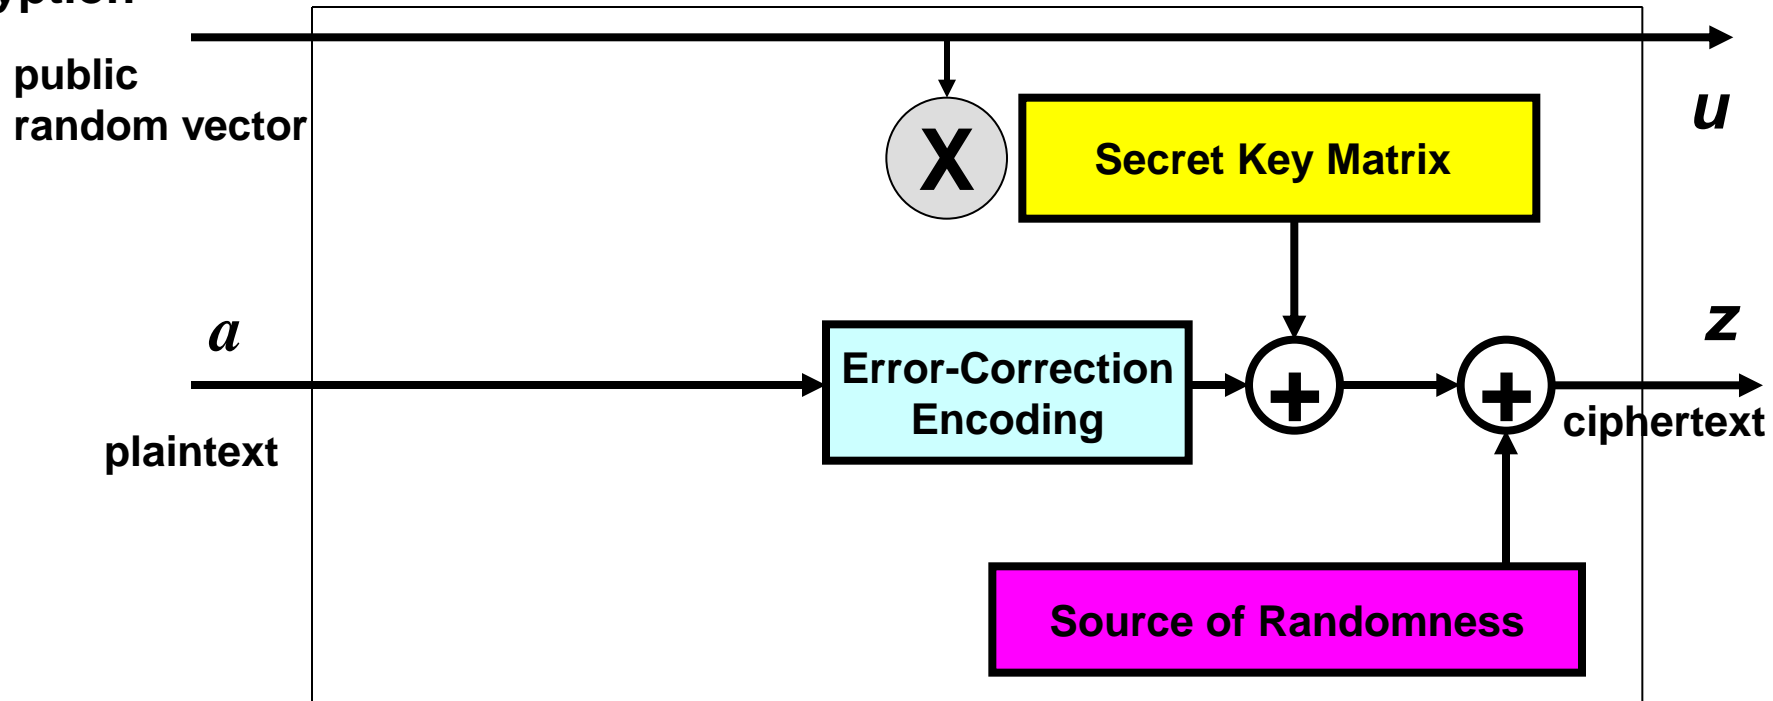 public
random vector
u
X
Secret Key Matrix
a
z
Error-Correction
Encoding
+
+
plaintext
ciphertext
Source of Randomness